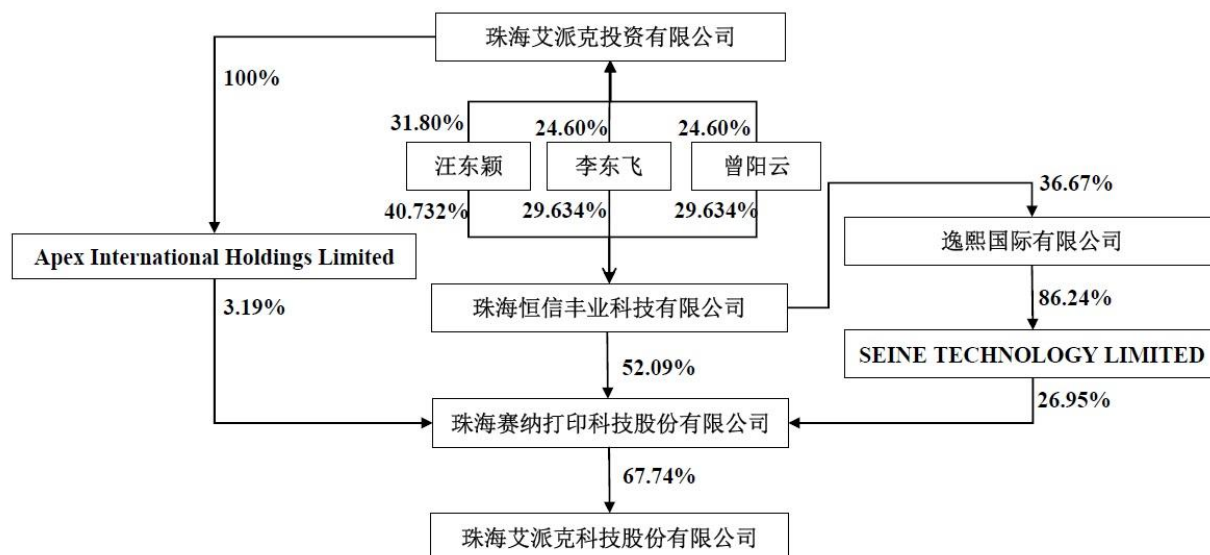 珠海艾派克投资有限公司
100%
31.80%
24.60%
24.60%
汪东颖
李东飞
曾阳云
36.67%
40.732%
29.634%
29.634%
逸熙国际有限公司
Apex International Holdings Limited
3.19%
珠海恒信丰业科技有限公司
86.24%
SEINE TECHNOLOGY LIMITED
52.09%
26.95%
珠海赛纳打印科技股份有限公司
67.74%
珠海艾派克科技股份有限公司